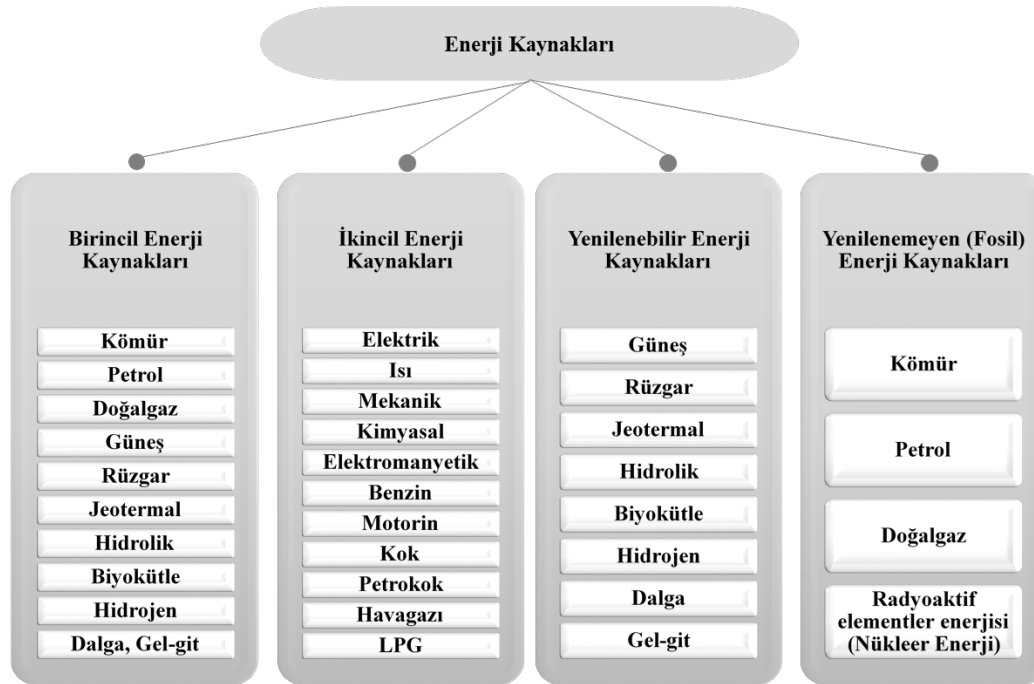 Enerji Kaynakları
Birincil Enerji
Kaynakları
Kömür
Petrol
Doğalgaz
Güneş
Rüzgar
Jeotermal
Hidrolik
Biyokütle
Hidrojen
Dalga, Gel-git
İkincil Enerji
Kaynakları
Elektrik
Isı
Mekanik
Kimyasal
Elektromanyetik
Benzin
Motorin
Kok
Petrokok
Havagazı
LPG
Yenilenebilir Enerji
Kaynakları
Güneş
Rüzgar
Jeotermal
Hidrolik
Biyokütle
Hidrojen
Dalga
Gel-git
Yenilenemeyen (Fosil)
Enerji Kaynakları
Kömür
Petrol
Doğalgaz
Radyoaktif
elementler enerjisi
(Nükleer Enerji)